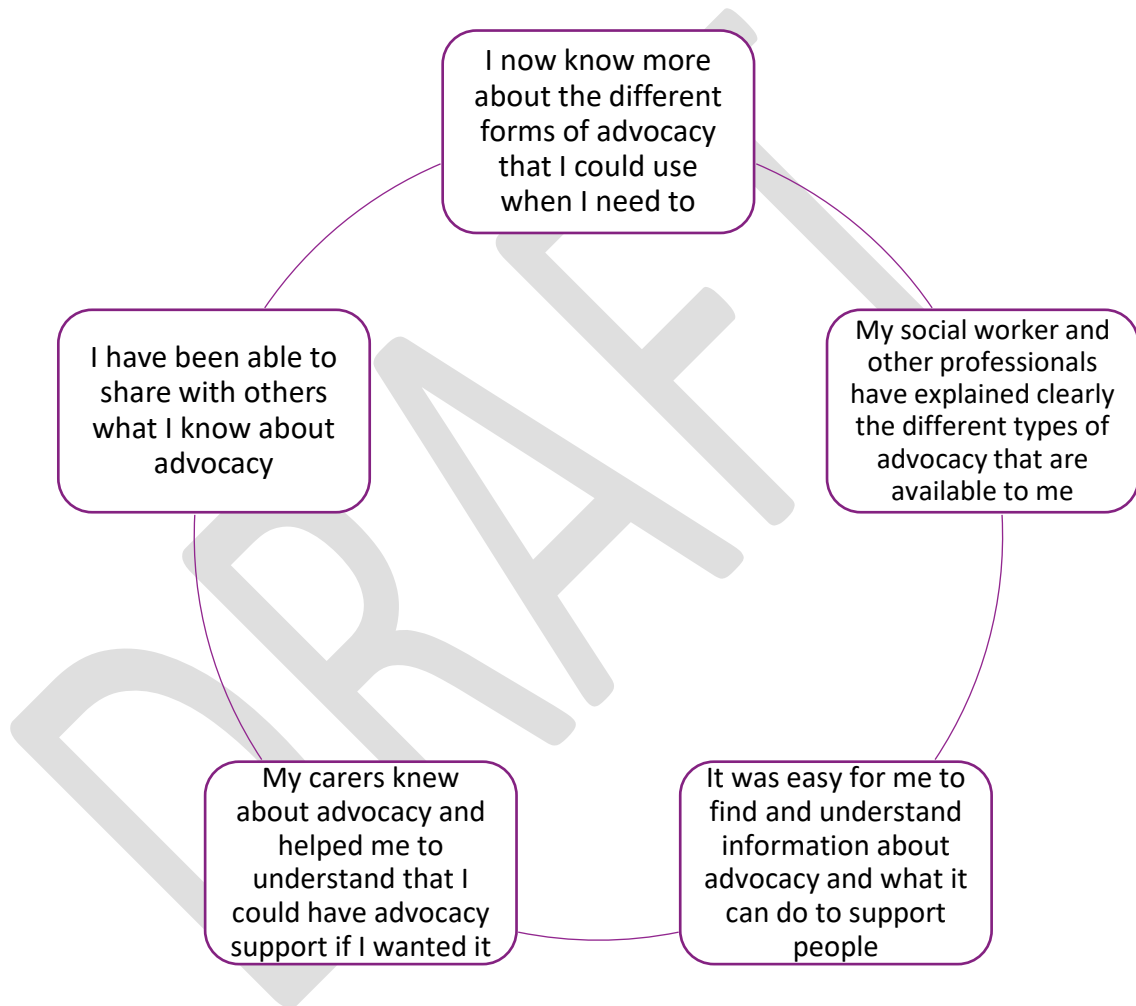 I now know more
about the different
forms of advocacy
that I could use
when I need to
My social worker and
other professionals
have explained clearly
the different types of
advocacy that are
available to me
It was easy for me to
find and understand
information about
advocacy and what it
can do to support
people
My carers knew
about advocacy and
helped me to
understand that I
could have advocacy
support if I wanted it
I have been able to
share with others
what I know about
advocacy
DRAFT